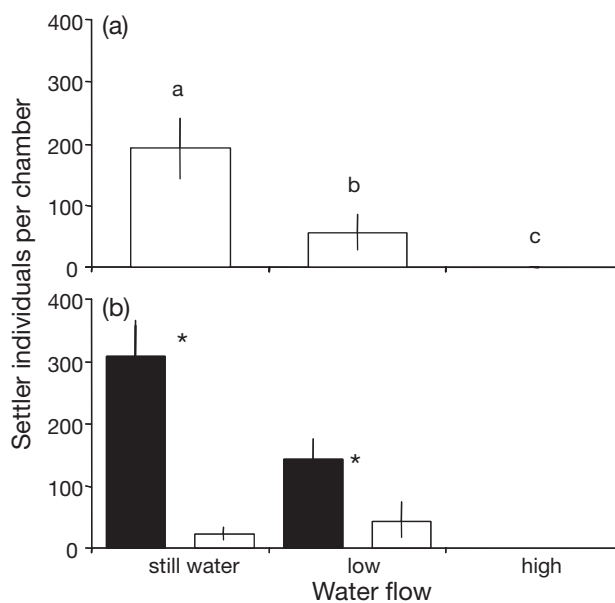 (a)
400
300
200
100
0
a
b
c
Settler individuals per chamber
(b)
400
300
200
100
0
*
*
still water low high
Water flow